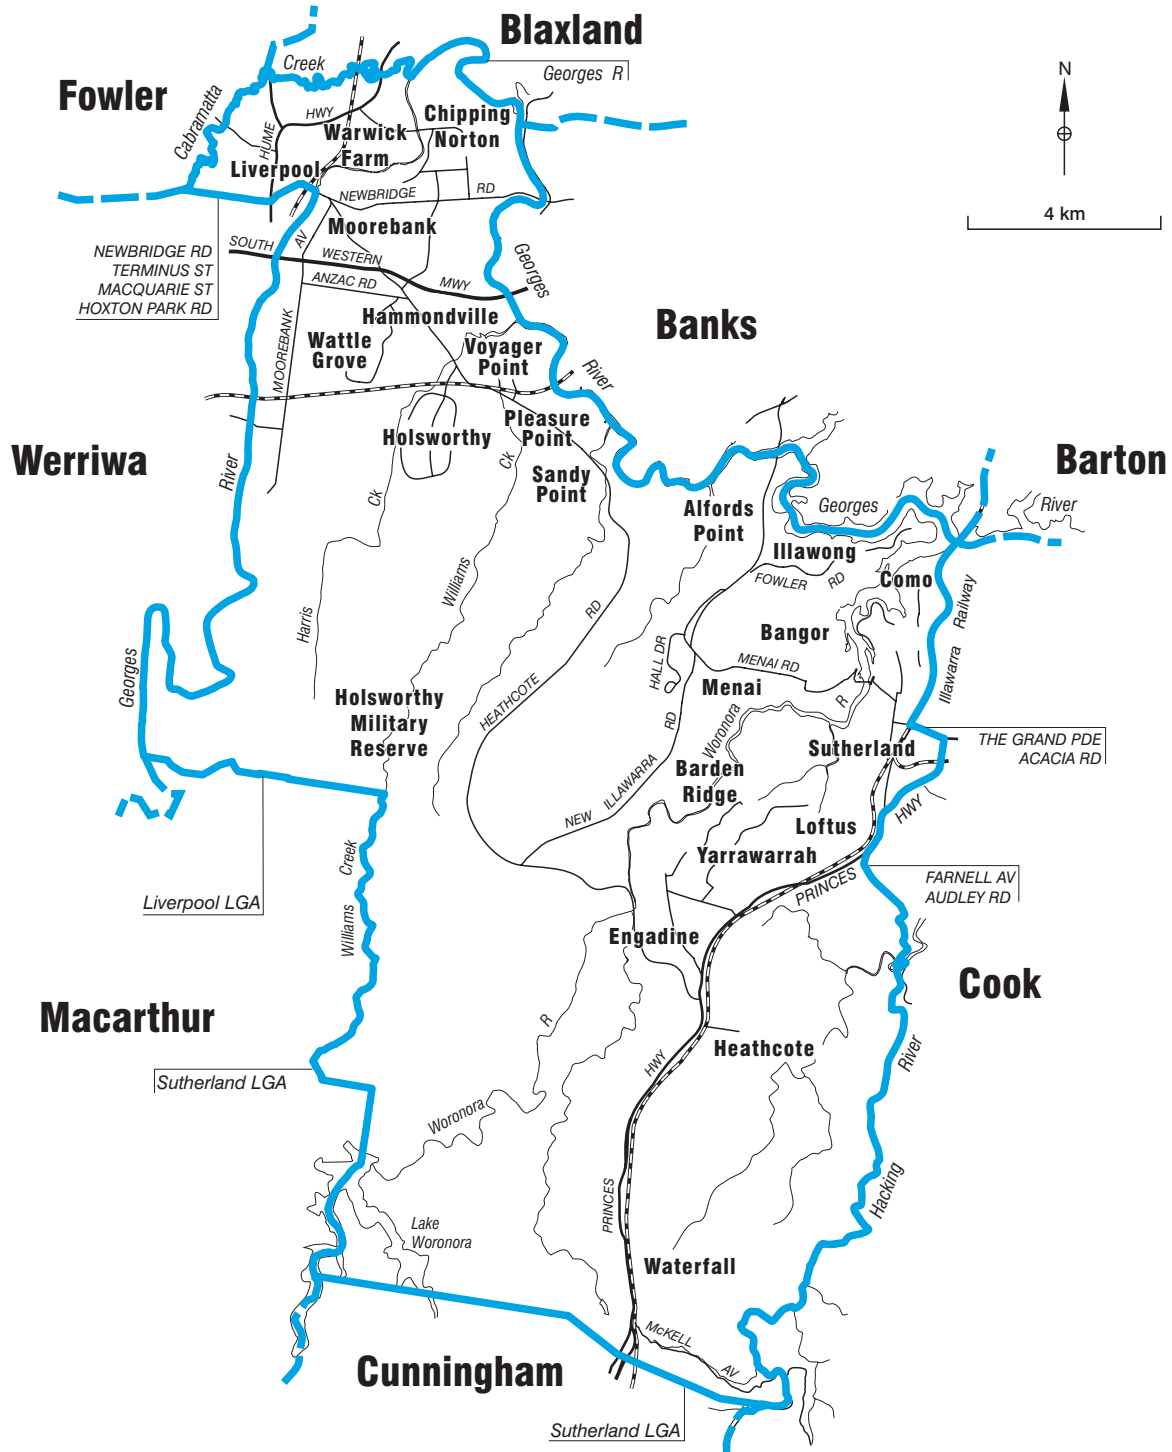 Blaxland
Creek
Georges R
Fowler
Cabramatta
HUME
HWY
Chipping
Norton
Warwick
Farm
Liverpool
NEWBRIDGE
RD
N
4 km
Moorebank
NEWBRIDGE RD
TERMINUS ST
MACQUARIE ST
HOXTON PARK RD
SOUTH
WESTERN
MWY
AV
MOOREBANK
ANZAC RD
Georges
River
Hammondville
Banks
Wattle
Grove
Voyager
Point
Werriwa
River
Georges
Holsworthy
Pleasure
Point
Sandy
Point
Ck
Harris
Ck
Williams
Alfords
Point
Barton
Georges
River
Illawong
FOWLER
RD
Como
Illawarra
Railway
HEATHCOTE
RD
HALL DR
Bangor
MENAI RD
Menai
Holsworthy
Military
Reserve
Woronora
R
Sutherland
THE GRAND PDE
ACACIA RD
NEW
ILLAWARRA
RD
Barden
Ridge
Loftus
HWY
PRINCES
Yarrawarrah
FARNELL AV
AUDLEY RD
Liverpool LGA
Williams
Creek
Engadine
Cook
Macarthur
Sutherland LGA
Heathcote
HWY
PRINCES
Woronora
R
River
Hacking
Lake
Woronora
Waterfall
McKELL
AV
Cunningham
Sutherland LGA